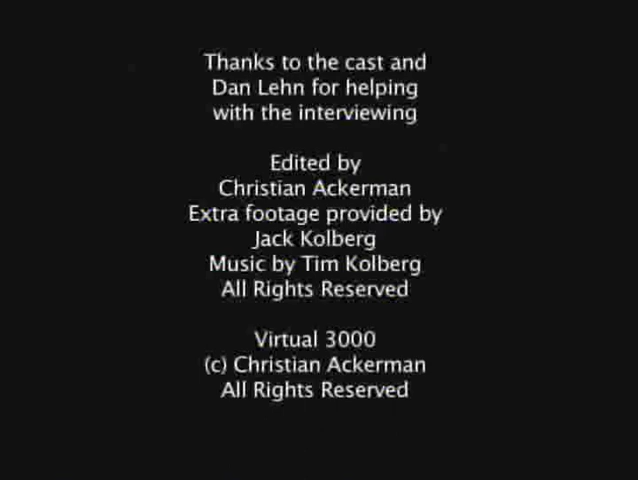 Thanks to the cast and
Dan Lehn for helping
with the interviewing
Edited by
Christian Ackerman
Extra footage provided by
Jack Kolberg
Music by Tim Kolberg
All Rights Reserved
Virtual 3000
(c) Christian Ackerman
All Rights Reserved